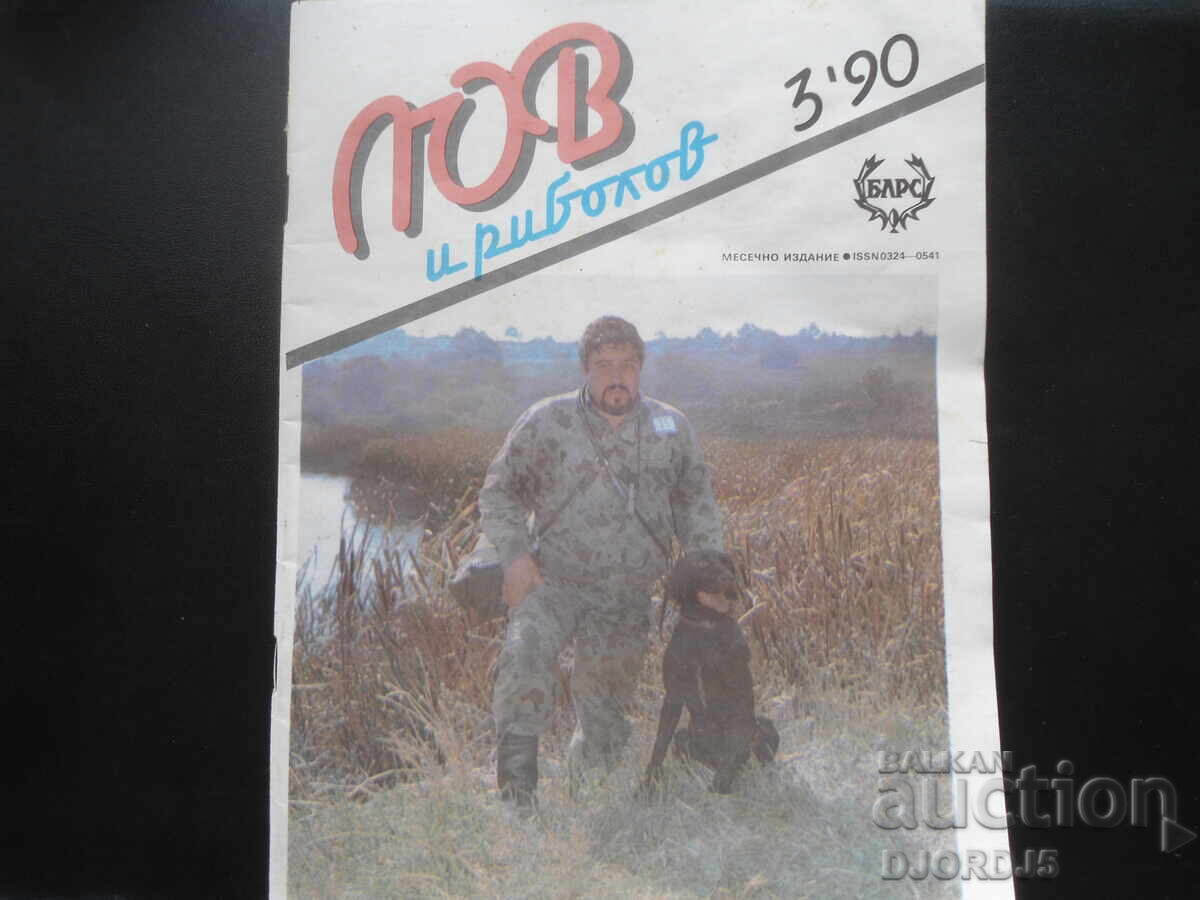 ЛОВ
и риболов
3'90
БЛРС
МЕСЕЧНО ИЗДАНИЕ ● ISSN 0324—0541
BALKAN
auction
DJORDJ5